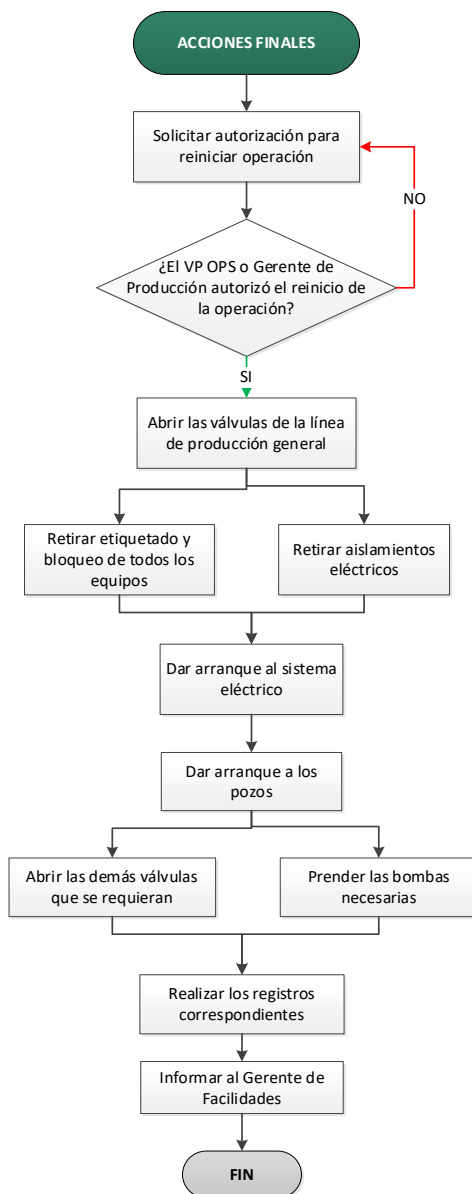 ACCIONES FINALES
Solicitar autorización para
reiniciar operación
NO
¿El VP OPS o Gerente de
Producción autorizó el reinicio de
la operación?
SI
Abrir las válvulas de la línea
de producción general
Retirar etiquetado y
bloqueo de todos los
equipos
Retirar aislamientos
eléctricos
Dar arranque al sistema
eléctrico
Dar arranque a los
pozos
Abrir las demás válvulas
que se requieran
Prender las bombas
necesarias
Realizar los registros
correspondientes
Informar al Gerente de
Facilidades
FIN